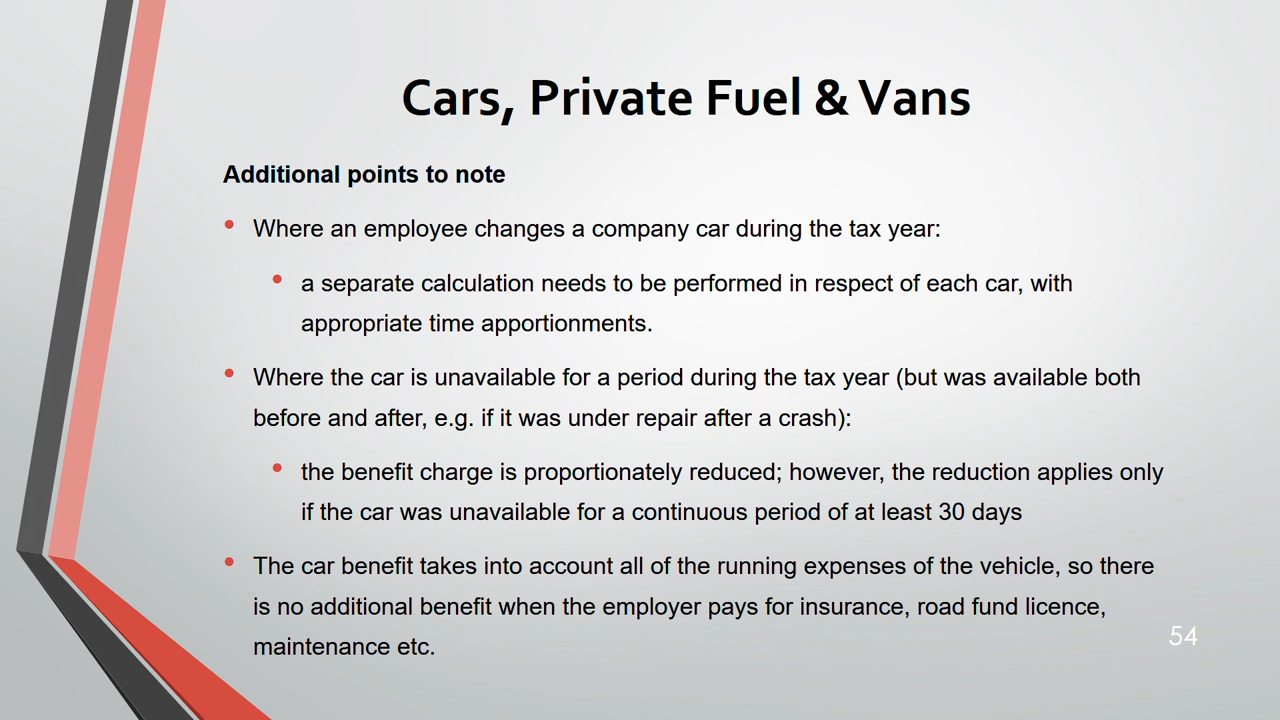 Cars, Private Fuel & Vans
Additional points to note
• Where an employee changes a company car during the tax year:
• a separate calculation needs to be performed in respect of each car, with
appropriate time apportionments.
• Where the car is unavailable for a period during the tax year (but was available both
before and after, e.g. if it was under repair after a crash):
• the benefit charge is proportionately reduced; however, the reduction applies only
if the car was unavailable for a continuous period of at least 30 days
• The car benefit takes into account all of the running expenses of the vehicle, so there
is no additional benefit when the employer pays for insurance, road fund licence,
maintenance etc.
54